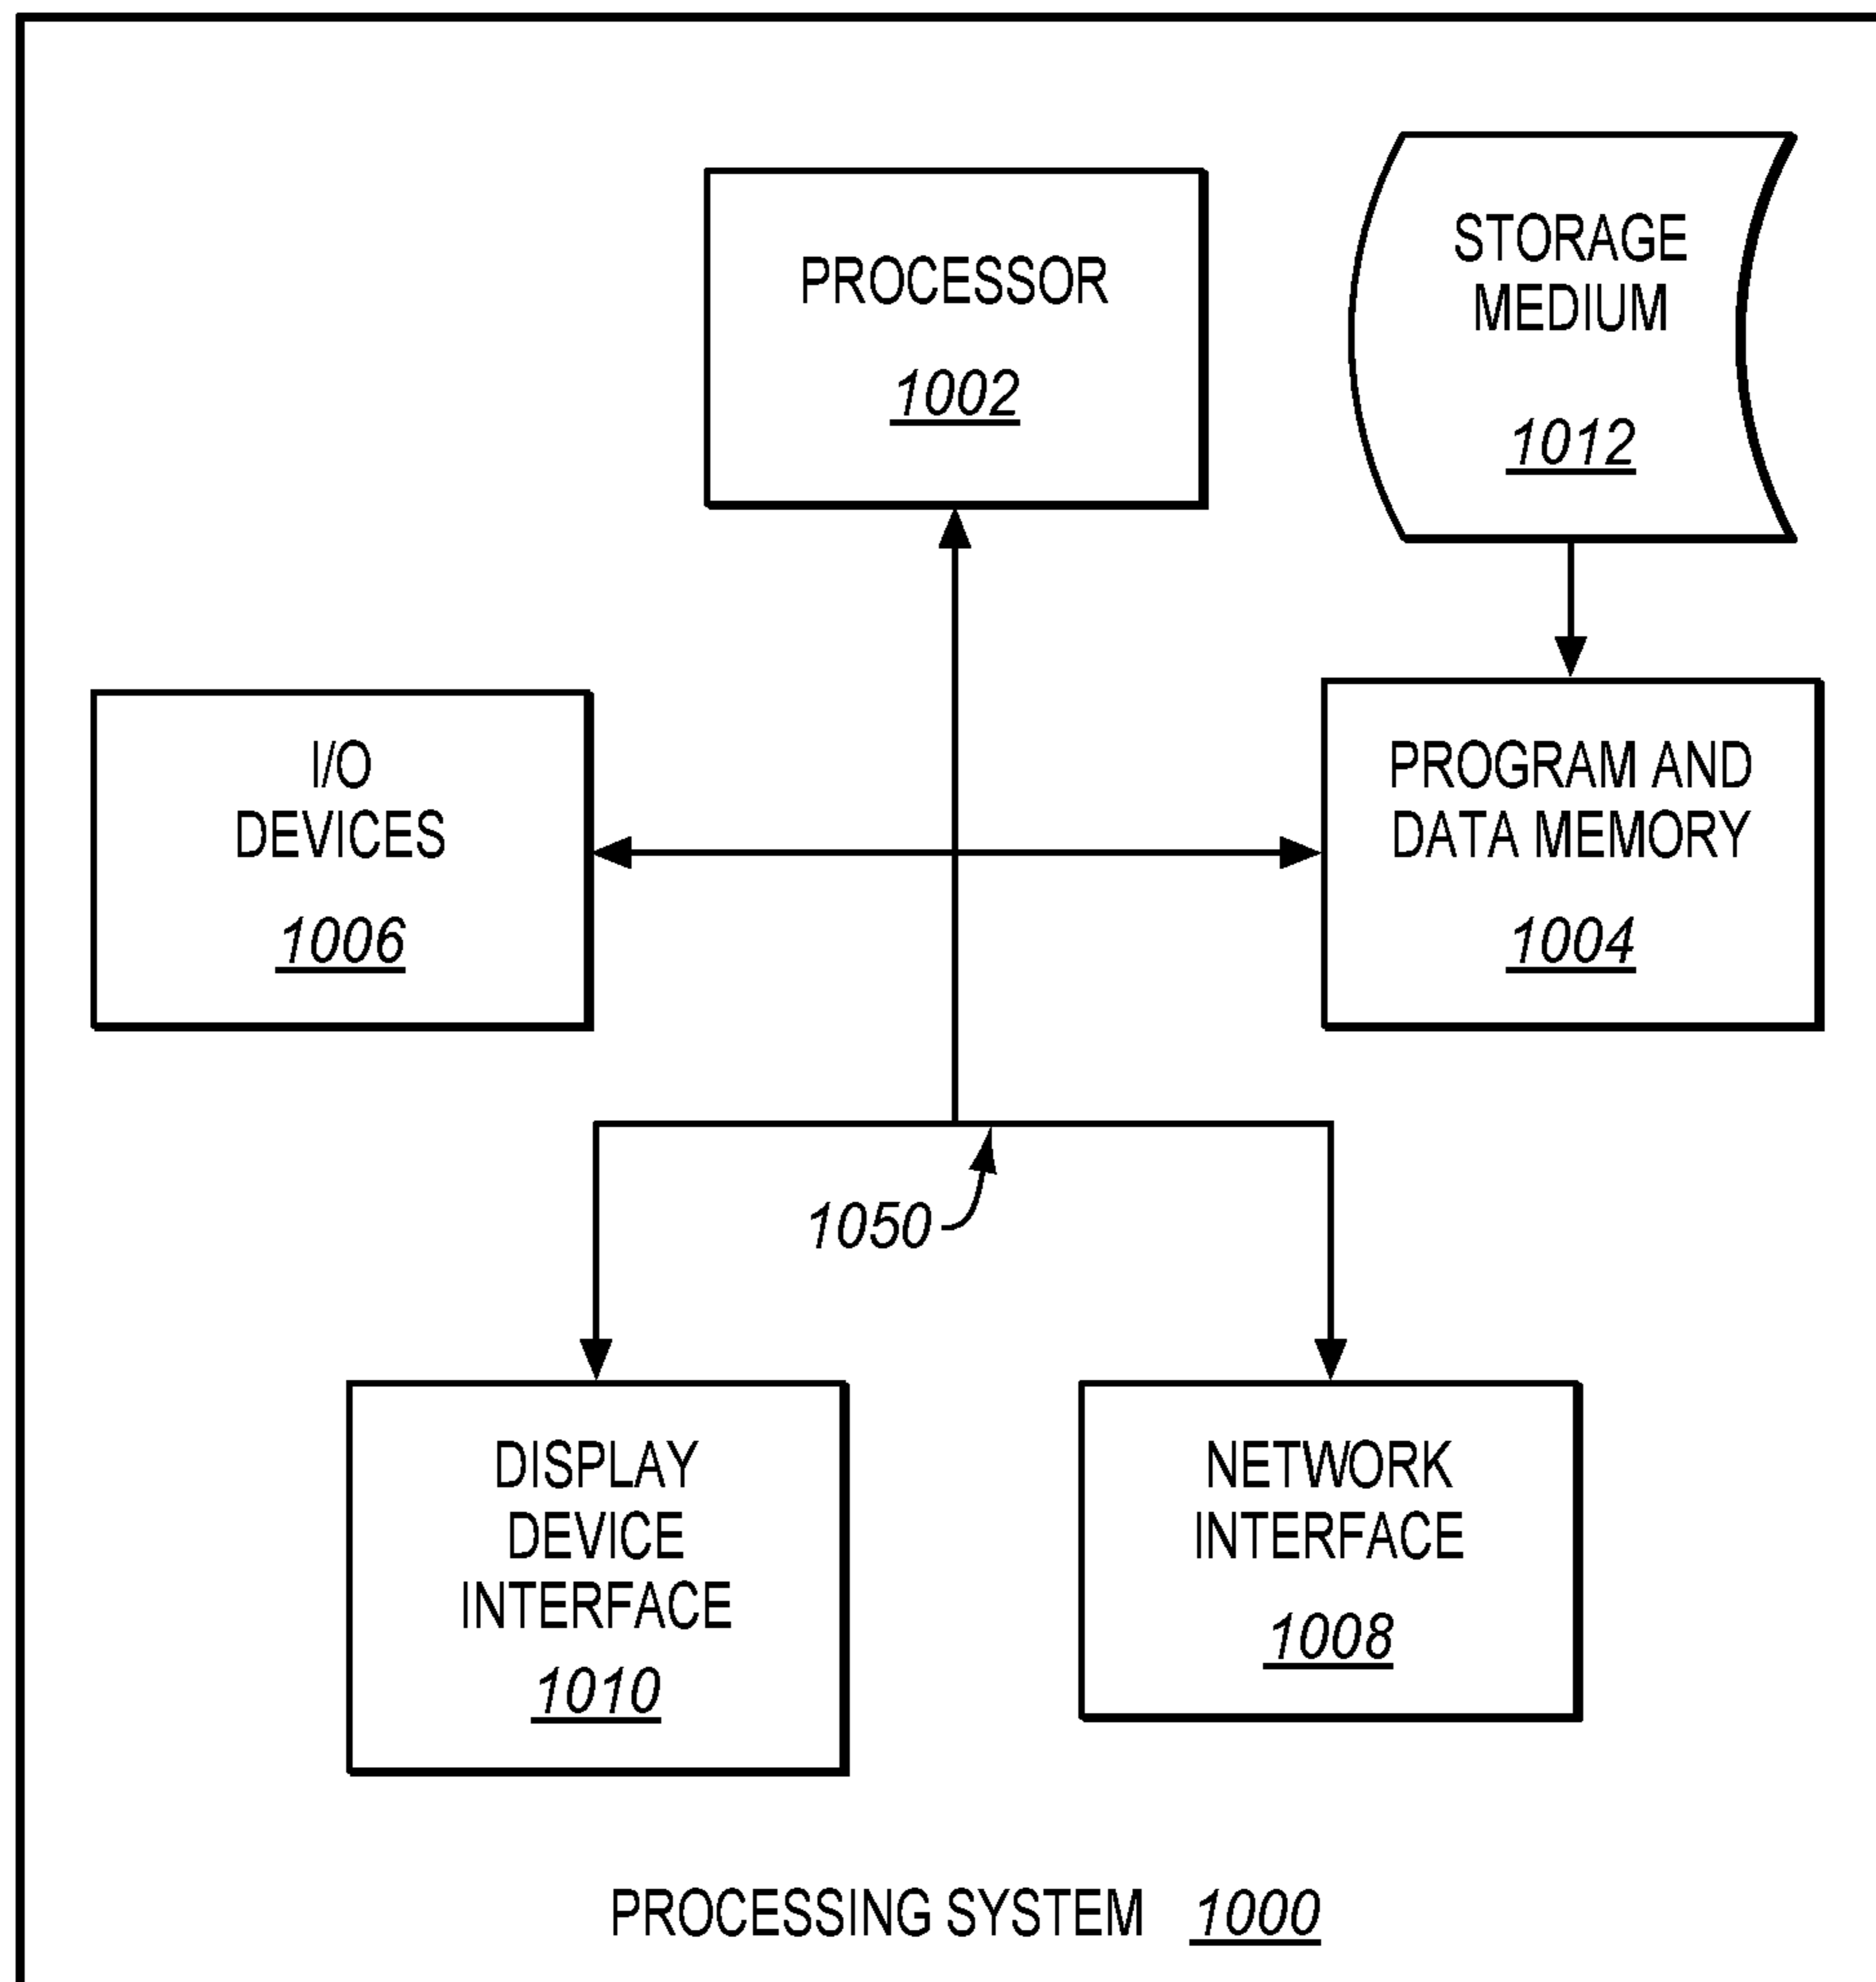 PROCESSOR
1002
STORAGE
MEDIUM
1012
I/O
DEVICES
1006
PROGRAM AND
DATA MEMORY
1004
1050
DISPLAY
DEVICE
INTERFACE
1010
NETWORK
INTERFACE
1008
PROCESSING SYSTEM 1000